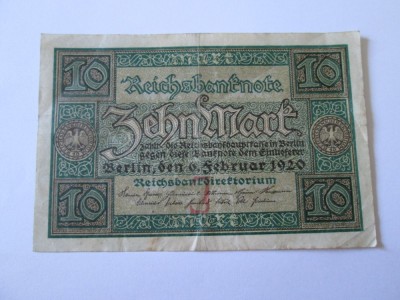 10 10
Reichsbanknote
Zehn Mark
zahlt die Reichsbankhauptkasse in Berlin
gegen diese Banknote dem Einlieferer
Berlin, den 6. Februar 1920
Reichsbankdirektorium
10 10